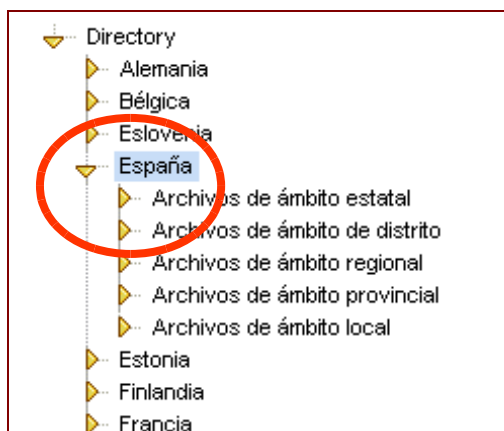 Directory
Alemania
Bélgica
Eslovenia
España
Archivos de ámbito estatal
Archivos de ámbito de distrito
Archivos de ámbito regional
Archivos de ámbito provincial
Archivos de ámbito local
Estonia
Finlandia
Francia